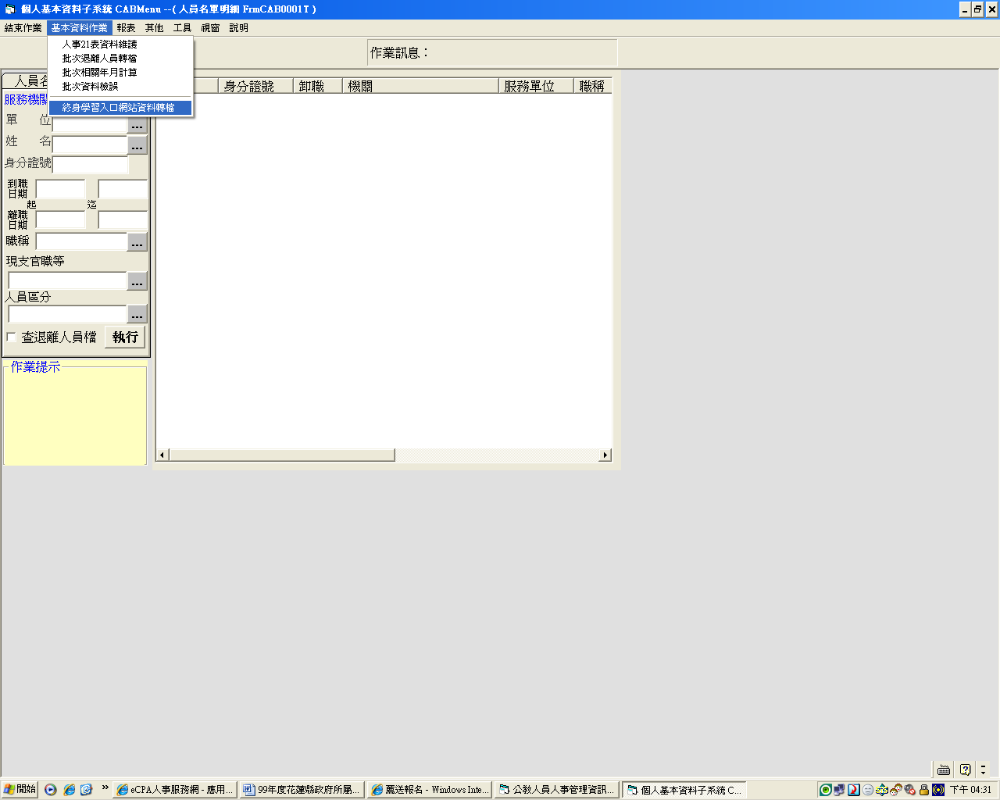 個人基本資料子系統 CABMenu --( 人員名單明細 FrmCAB0001T )
結束作業 基本資料作業 報表 其他 工具 視窗 說明
人事21表資料維護
批次退離人員轉檔
批次相關年月計算
批次資料檢誤
終身學習入口網站資料轉檔
作業訊息：
人員名
身分證號 卸職 機關 服務單位 職稱
服務機關
單 位 ...
姓 名 ...
身分證號
到職日期
起 迄
離職日期
職稱 ...
現支官職等
...
人員區分
...
查退離人員檔 執行
作業提示
開始 eCPA人事服務網 - 應用... 99年度花蓮縣政府所屬... 薦送報名 - Windows Inte... 公教人員人事管理資訊... 個人基本資料子系統 C... 下午 04:31